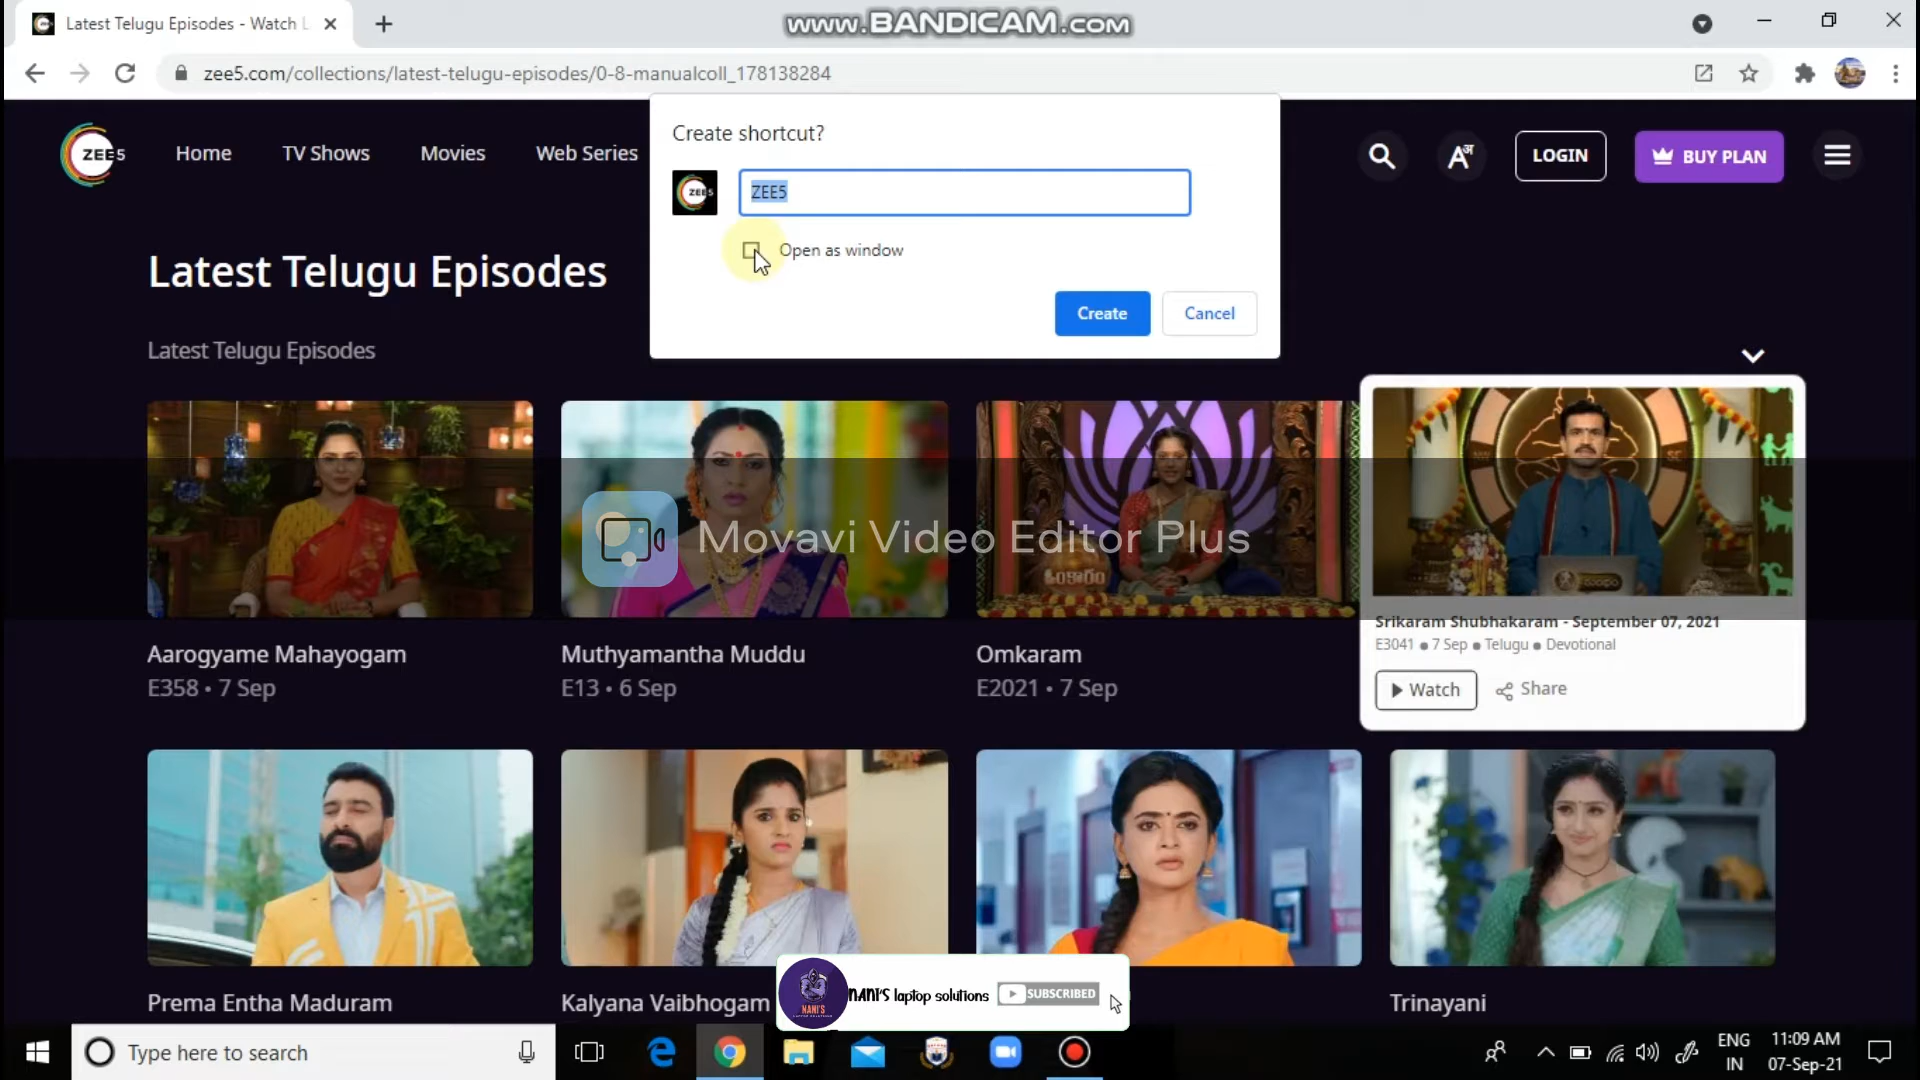 Latest Telugu Episodes - Watch L
www.BANDICAM.com
zee5.com/collections/latest-telugu-episodes/0-8-manualcoll_178138284
Create shortcut?
ZEE5
Home
TV Shows
Movies
Web Series
ZEE5
ZEE5
Open as window
Create
Cancel
LOGIN
BUY PLAN
Latest Telugu Episodes
Latest Telugu Episodes
Movavi Video Editor Plus
ఓంకారం
Aarogyame Mahayogam
E358 • 7 Sep
Muthyamantha Muddu
E13 • 6 Sep
Omkaram
E2021 • 7 Sep
Srikaram Shubhakaram - September 07, 2021
E3041 ● 7 Sep ● Telugu ● Devotional
Watch
Share
Prema Entha Maduram
Kalyana Vaibhogam
Trinayani
NANI'S
NANI'S laptop solutions
SUBSCRIBED
Type here to search
ENG
IN
11:09 AM
07-Sep-21